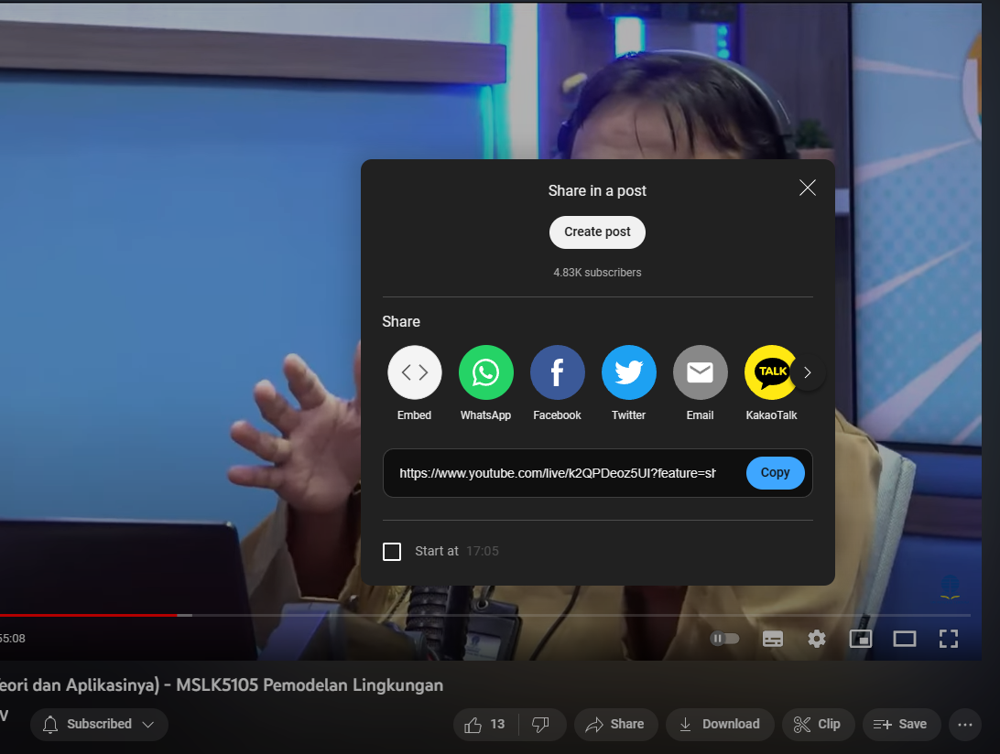 Share in a post
Create post
4.83K subscribers
Share
TALK
Embed
WhatsApp
Facebook
Twitter
Email
KakaoTalk
https://www.youtube.com/live/k2QPDeoz5UI?feature=sh
Copy
Start at 17:05
55:08
eori dan Aplikasinya) - MSLK5105 Pemodelan Lingkungan
V
Subscribed
13
Share
Download
Clip
Save